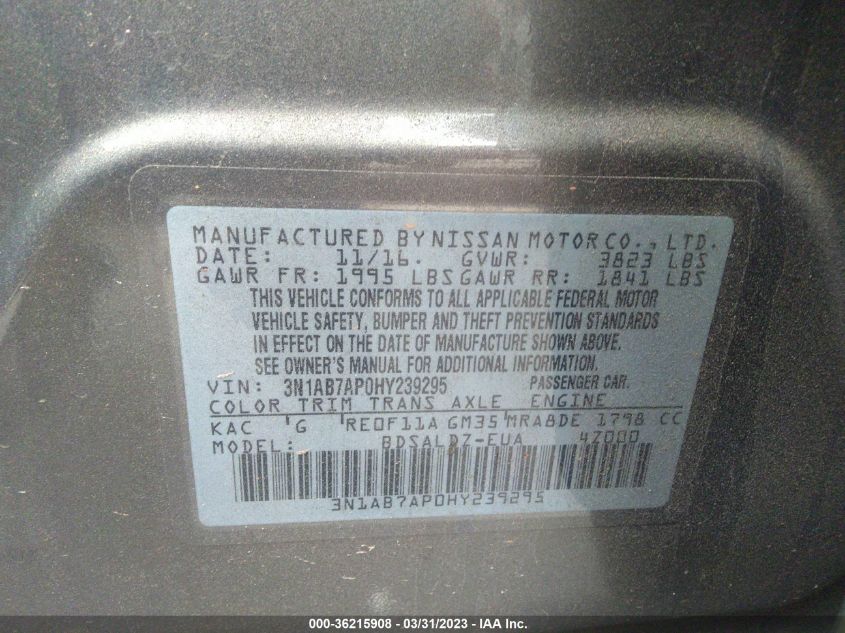 MANUFACTURED BY NISSAN MOTOR CO., LTD.
DATE: 11/16. GVWR: 3823 LBS
GAWR FR: 1995 LBS GAWR RR: 1841 LBS
THIS VEHICLE CONFORMS TO ALL APPLICABLE FEDERAL MOTOR
VEHICLE SAFETY, BUMPER AND THEFT PREVENTION STANDARDS
IN EFFECT ON THE DATE OF MANUFACTURE SHOWN ABOVE.
SEE OWNER'S MANUAL FOR ADDITIONAL INFORMATION.
VIN: 3N1AB7AP0HY239295 PASSENGER CAR.
COLOR TRIM TRANS AXLE ENGINE
KAC G RE0F11A GM35 MRA8DE 1798 CC
MODEL: BDSALDZ-EUA 4Z000
3N1AB7AP0HY239295
000-36215908 - 03/31/2023 - IAA Inc.